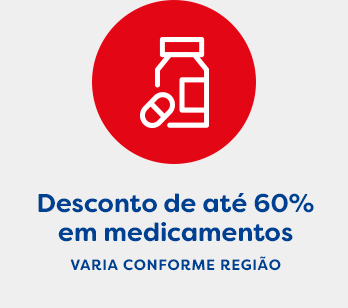 Desconto de até 60%
em medicamentos
VARIA CONFORME REGIÃO